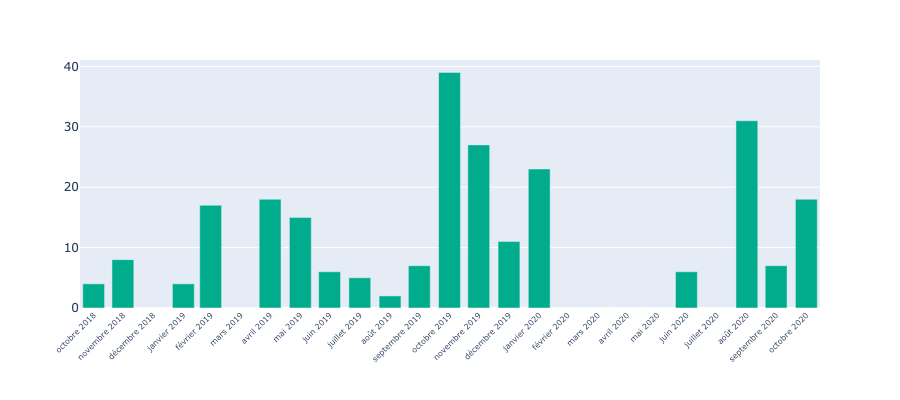 40
30
20
10
0
octobre 2018
novembre 2018
décembre 2018
janvier 2019
février 2019
mars 2019
avril 2019
mai 2019
juin 2019
juillet 2019
août 2019
septembre 2019
octobre 2019
novembre 2019
décembre 2019
janvier 2020
février 2020
mars 2020
avril 2020
mai 2020
juin 2020
juillet 2020
août 2020
septembre 2020
octobre 2020